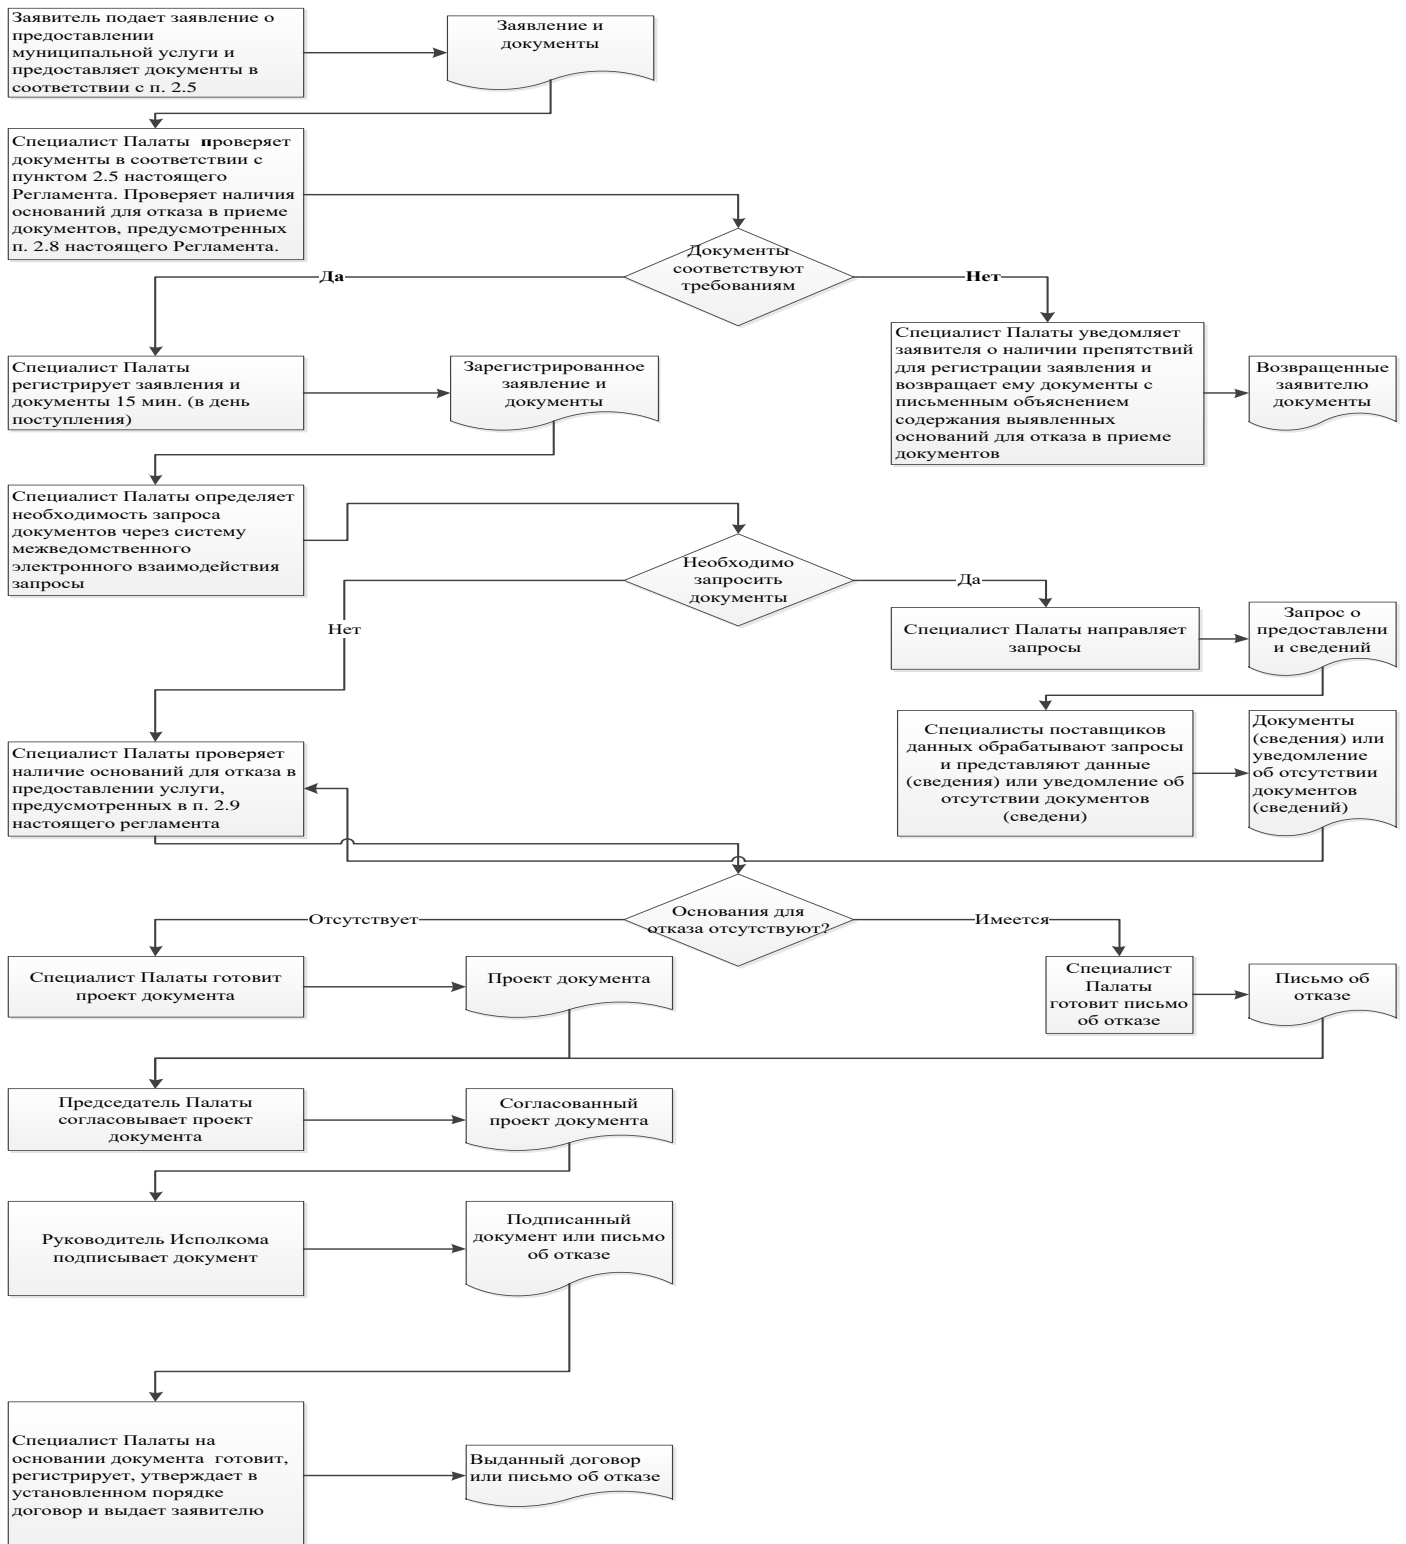 Заявитель подает заявление о
предоставлении
муниципальной услуги и
предоставляет документы в
соответствии с п. 2.5
Заявление и
документы
Специалист Палаты  проверяет
документы в соответствии с
пунктом 2.5 настоящего
Регламента. Проверяет наличия
оснований для отказа в приеме
документов, предусмотренных
п. 2.8 настоящего Регламента.
Документы
соответствуют
требованиям
Да
Нет
Специалист Палаты
регистрирует заявления и
документы 15 мин. (в день
поступления)
Зарегистрированное
заявление и
документы
Специалист Палаты уведомляет
заявителя о наличии препятствий
для регистрации заявления и
возвращает ему документы с
письменным объяснением
содержания выявленных
оснований для отказа в приеме
документов
Возвращенные
заявителю
документы
Специалист Палаты определяет
необходимость запроса
документов через систему
межведомственного
электронного взаимодействия
запросы
Необходимо
запросить
документы
Да
Нет
Специалист Палаты направляет
запросы
Запрос о
предоставлени
и сведений
Специалисты поставщиков
данных обрабатывают запросы
и представляют данные
(сведения) или уведомление об
отсутствии документов
(сведени)
Документы
(сведения) или
уведомление
об отсутствии
документов
(сведений)
Специалист Палаты проверяет
наличие оснований для отказа в
предоставлении услуги,
предусмотренных в п. 2.9
настоящего регламента
Основания для
отказа отсутствуют?
Отсутствует
Имеется
Специалист Палаты готовит
проект документа
Проект документа
Специалист
Палаты
готовит письмо
об отказе
Письмо об
отказе
Председатель Палаты
согласовывает проект
документа
Согласованный
проект документа
Руководитель Исполкома
подписывает документ
Подписанный
документ или письмо
об отказе
Специалист Палаты на
основании документа  готовит,
регистрирует, утверждает в
установленном порядке
договор и выдает заявителю
Выданный договор
или письмо об отказе